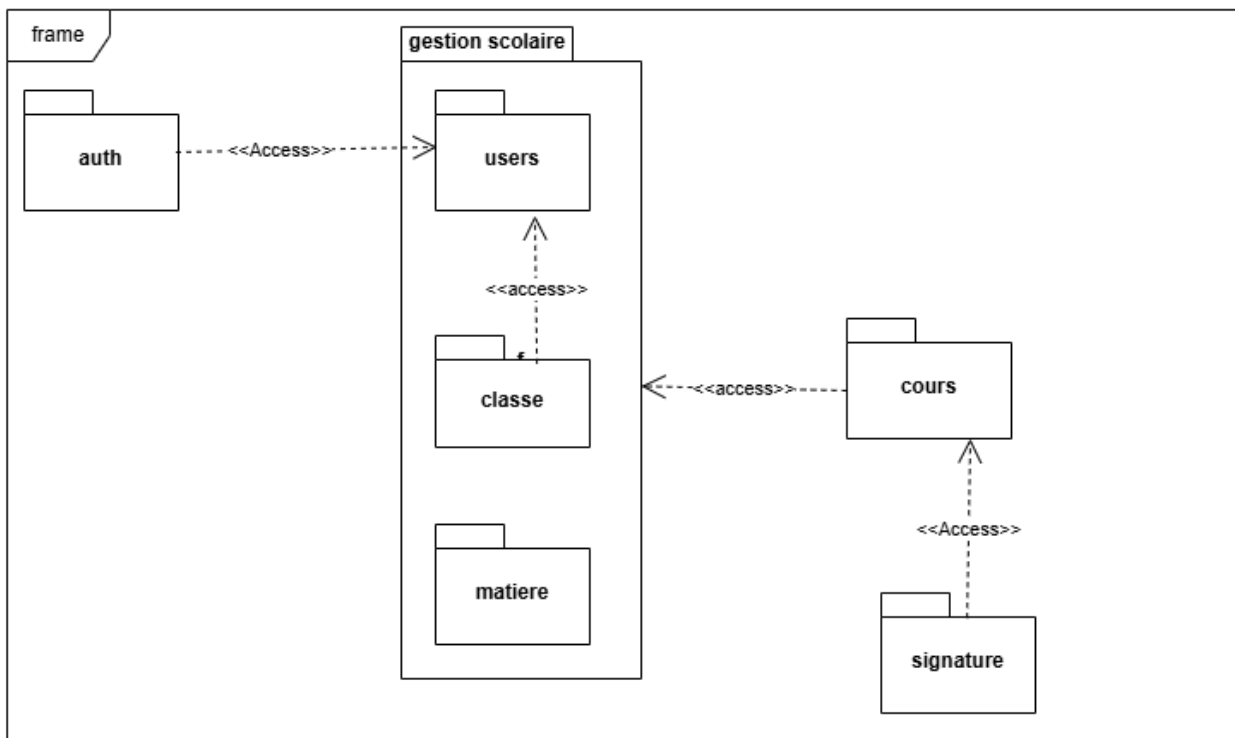 frame
gestion scolaire
auth
<<Access>>
users
<<access>>
classe
<<access>>
cours
<<Access>>
matiere
signature